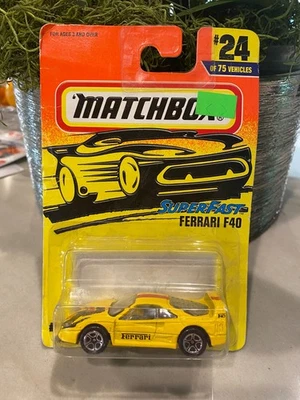 FOR AGES 3 AND OVER
#24
OF 75 VEHICLES
MATCHBOX
SUPERFAST
FERRARI F40
Ferrari